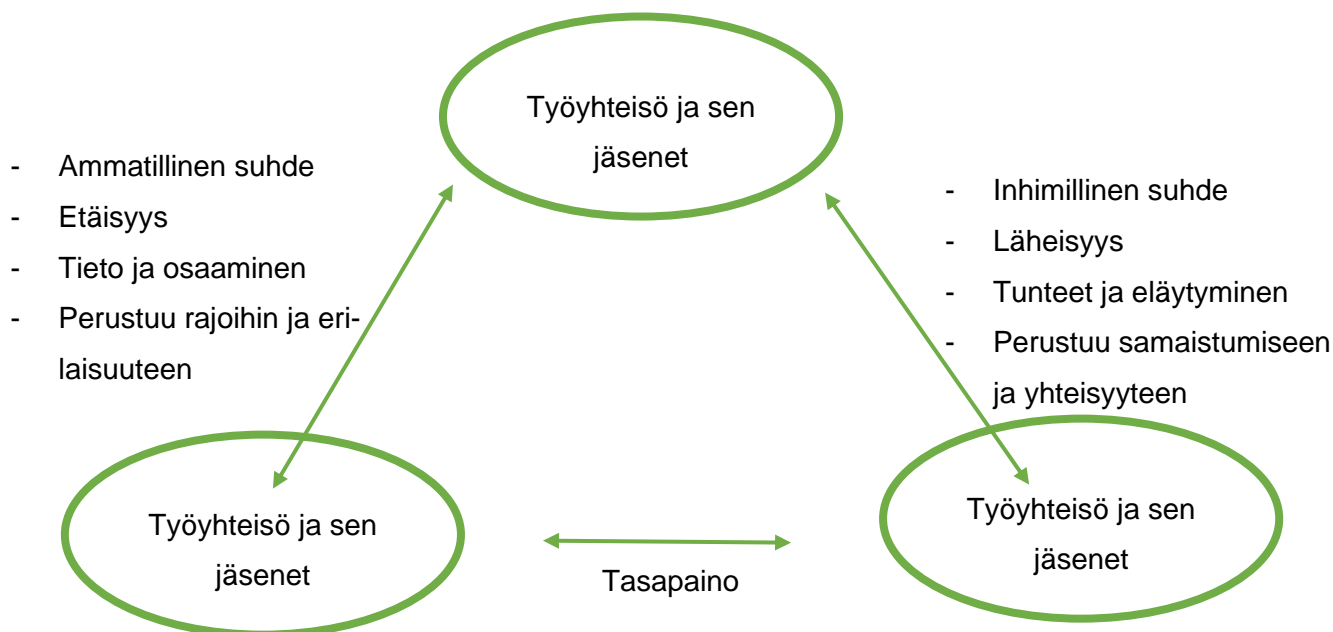 Työyhteisö ja sen
jäsenet
- Ammatillinen suhde
- Etäisyys
- Tieto ja osaaminen
- Perustuu rajoihin ja eri-
laisuuteen
- Inhimillinen suhde
- Läheisyys
- Tunteet ja eläytyminen
- Perustuu samaistumiseen
ja yhteisyyteen
Työyhteisö ja sen
jäsenet
Tasapaino
Työyhteisö ja sen
jäsenet